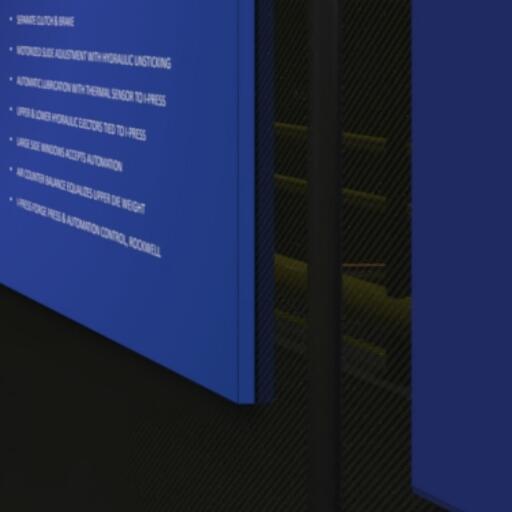 • SEPARATE CLUTCH & BRAKE
• MOTORIZED SLIDE ADJUSTMENT WITH HYDRAULIC UNSTICKING
• AUTOMATIC LUBRICATION WITH THERMAL SENSOR TO I-PRESS
• UPPER & LOWER HYDRAULIC EJECTORS TIED TO I-PRESS
• LARGE SIDE WINDOWS ACCEPTS AUTOMATION
• AIR COUNTER BALANCE EQUALIZES UPPER DIE WEIGHT
• I-PRESS FORGE PRESS & AUTOMATION CONTROL, ROCKWELL